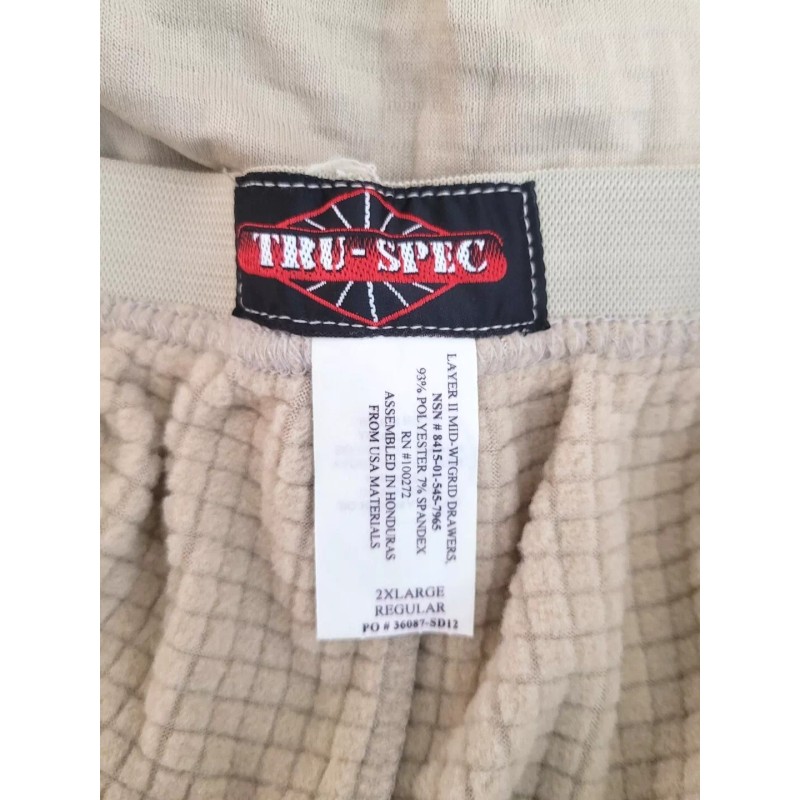 TRU-SPEC
LAYER II MID-WTGRID DRAWERS,
NSN # 8415-01-545-7965
93% POLYESTER 7% SPANDEX
RN #100272
ASSEMBLED IN HONDURAS
FROM USA MATERIALS
2XLARGE
REGULAR
PO # 36087-SD12